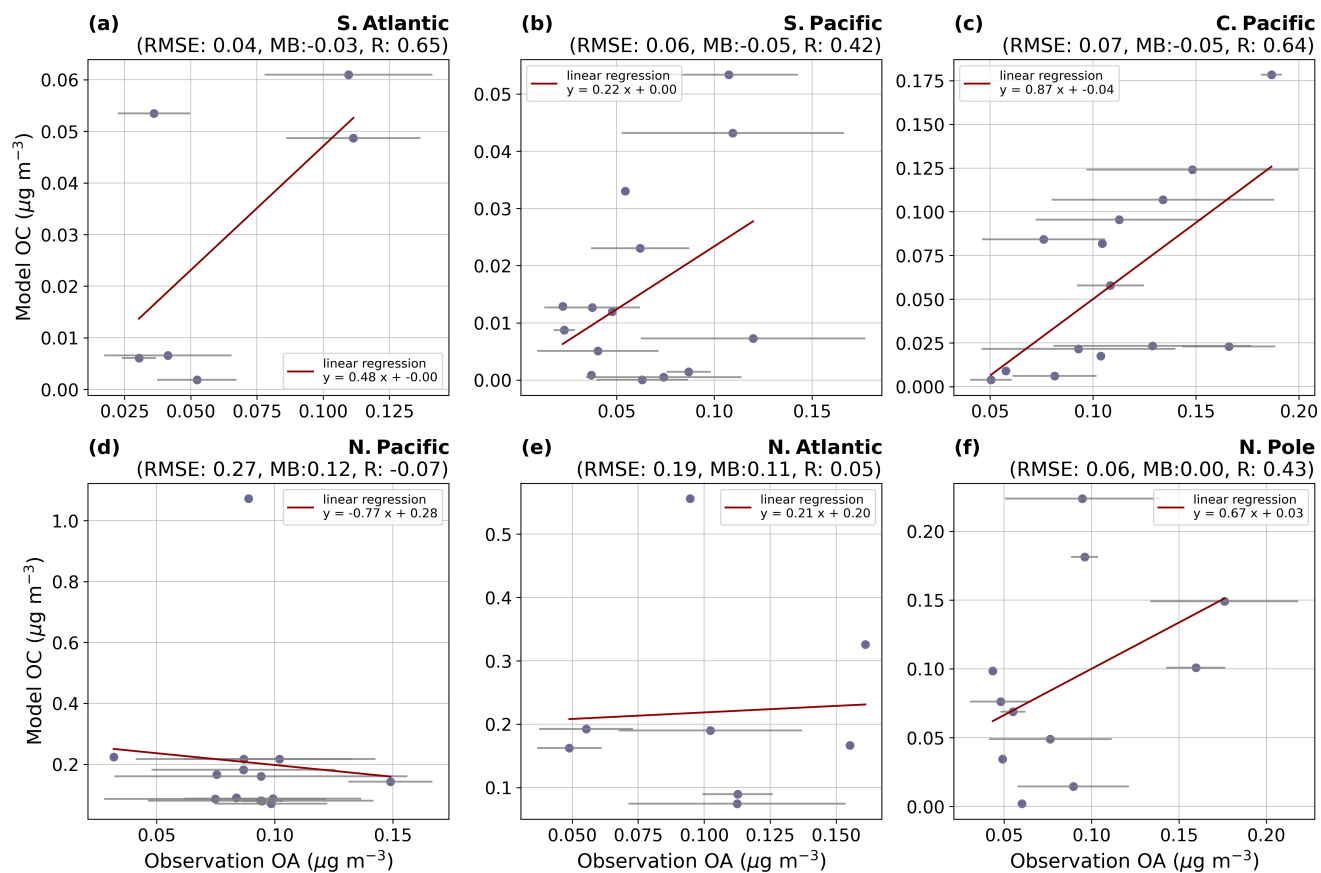 (a) S. Atlantic
(RMSE: 0.04, MB:-0.03, R: 0.65)
0.06
0.05
0.04
0.03
0.02
0.01
0.00
Model OC (μg m⁻³)
linear regression
y = 0.48 x + -0.00
0.025 0.050 0.075 0.100 0.125
(b) S. Pacific
(RMSE: 0.06, MB:-0.05, R: 0.42)
linear regression
y = 0.22 x + 0.00
0.05
0.04
0.03
0.02
0.01
0.00
0.05 0.10 0.15
(c) C. Pacific
(RMSE: 0.07, MB:-0.05, R: 0.64)
linear regression
y = 0.87 x + -0.04
0.175
0.150
0.125
0.100
0.075
0.050
0.025
0.000
0.05 0.10 0.15 0.20
(d) N. Pacific
(RMSE: 0.27, MB:0.12, R: -0.07)
linear regression
y = -0.77 x + 0.28
1.0
0.8
0.6
0.4
0.2
Model OC (μg m⁻³)
0.05 0.10 0.15
Observation OA (μg m⁻³)
(e) N. Atlantic
(RMSE: 0.19, MB:0.11, R: 0.05)
linear regression
y = 0.21 x + 0.20
0.5
0.4
0.3
0.2
0.1
0.050 0.075 0.100 0.125 0.150
Observation OA (μg m⁻³)
(f) N. Pole
(RMSE: 0.06, MB:0.00, R: 0.43)
linear regression
y = 0.67 x + 0.03
0.20
0.15
0.10
0.05
0.00
0.05 0.10 0.15 0.20
Observation OA (μg m⁻³)